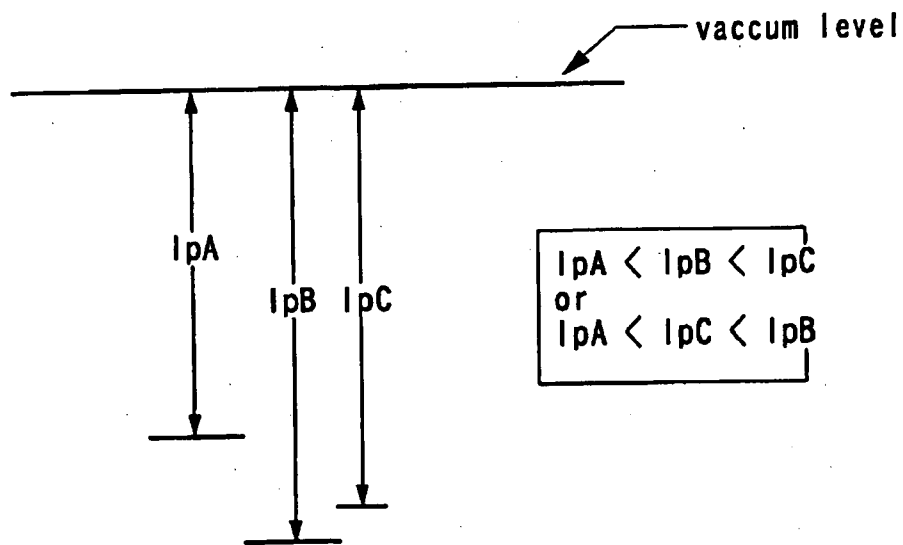 vaccum level
IpA
IpB
IpC
IpA < IpB < IpC
or
IpA < IpC < IpB